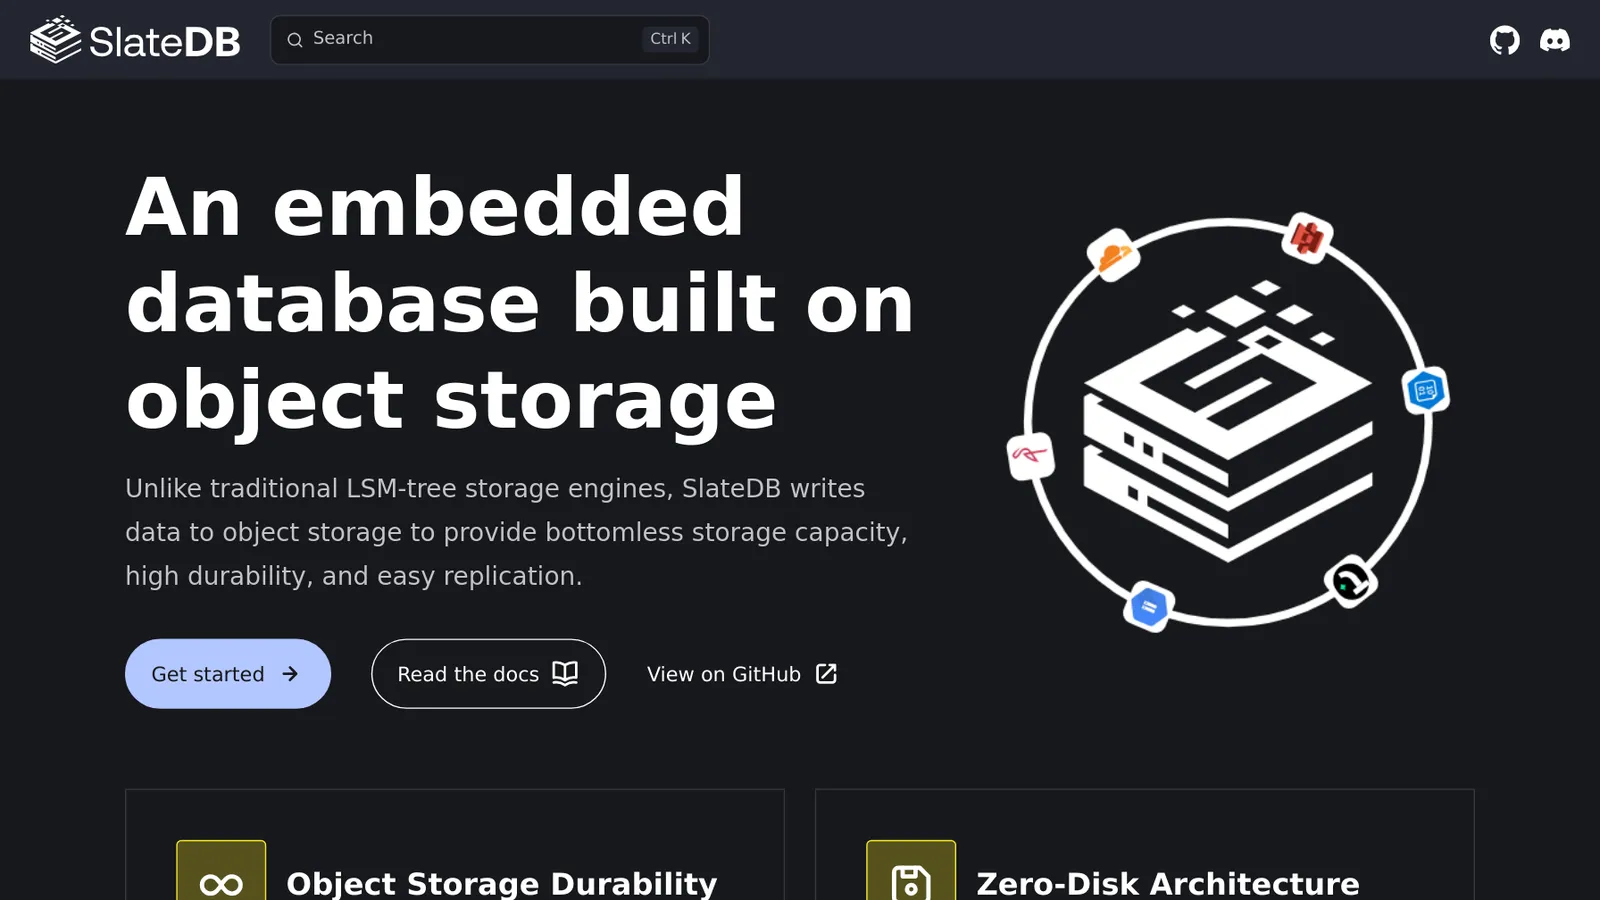 SlateDB
Search
Ctrl K
An embedded
database built on
object storage
Unlike traditional LSM-tree storage engines, SlateDB writes
data to object storage to provide bottomless storage capacity,
high durability, and easy replication.
Get started
Read the docs
View on GitHub
Object Storage Durability
Zero-Disk Architecture